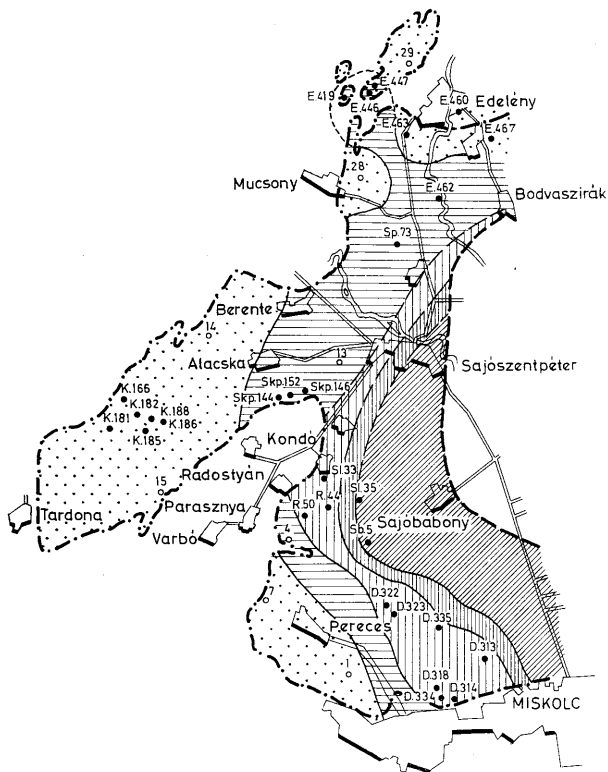 29
E.447
E.419
E.446
E.460
Edelény
E.463
E.467
28
Mucsony
E.462
Bodvaszirák
Sp.73
Berente
14
Alacska
13
Sajószentpéter
K.166
Skp.152
Skp.146
Skp.144
K.182
K.188
K.181
K.186
K.185
Kondó
Radostyán
Sl.33
15
Parasznya
R.50
R.44
Sl.35
Tardona
Sajóbábony
Varbó
4
Sb.5
7
D.322
D.323
Pereces
D.335
D.313
1
D.318
D.334
D.314
MISKOLC